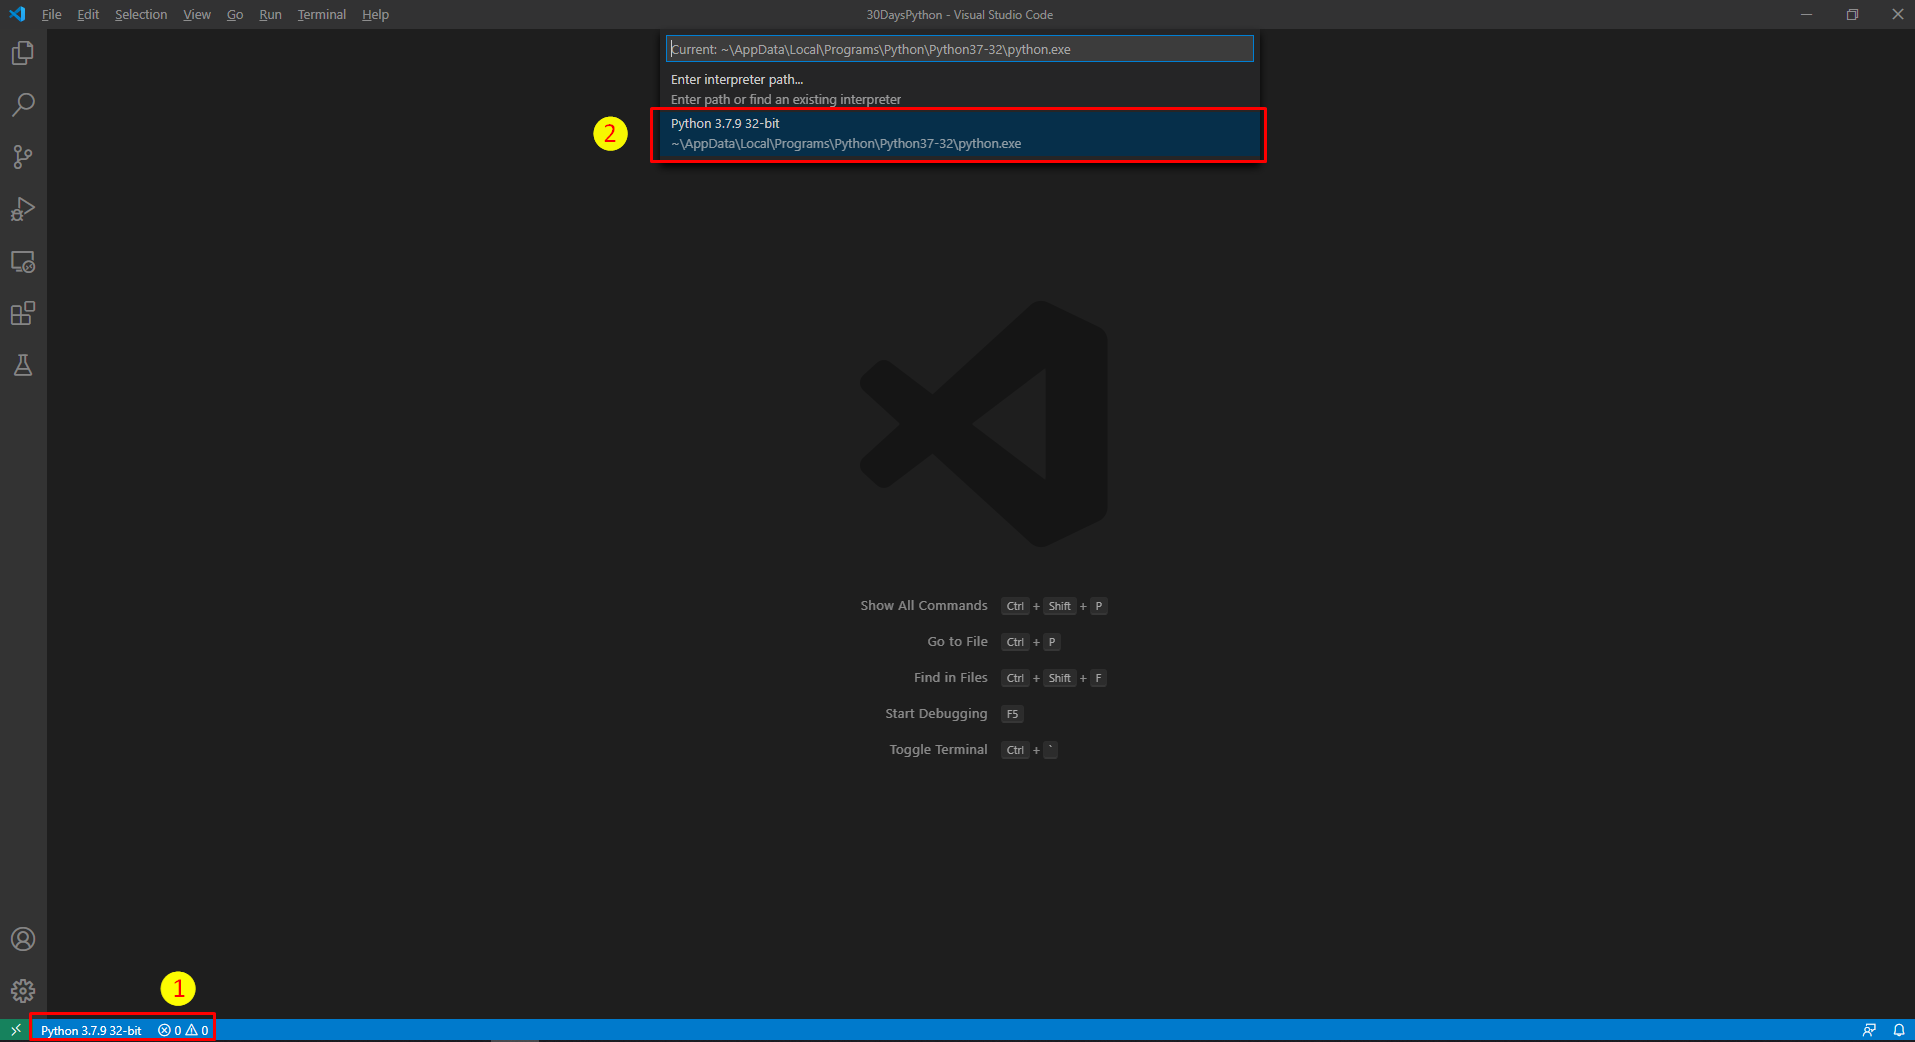 File Edit Selection View Go Run Terminal Help
30DaysPython - Visual Studio Code
Current: ~\AppData\Local\Programs\Python\Python37-32\python.exe
Enter interpreter path...
Enter path or find an existing interpreter
2
Python 3.7.9 32-bit
~\AppData\Local\Programs\Python\Python37-32\python.exe
Show All Commands Ctrl + Shift + P
Go to File Ctrl + P
Find in Files Ctrl + Shift + F
Start Debugging F5
Toggle Terminal Ctrl + `
1
Python 3.7.9 32-bit 0 0